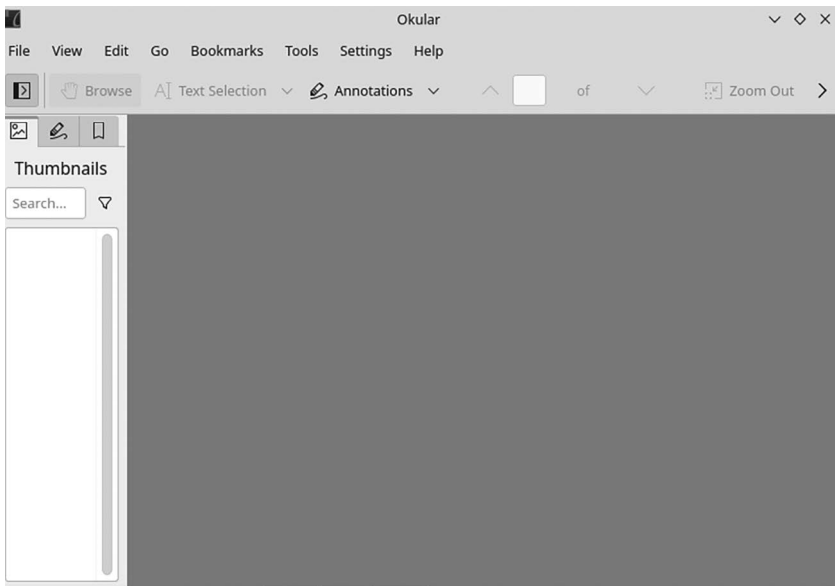 Okular
File View Edit Go Bookmarks Tools Settings Help
Browse Text Selection Annotations of Zoom Out
Thumbnails
Search...